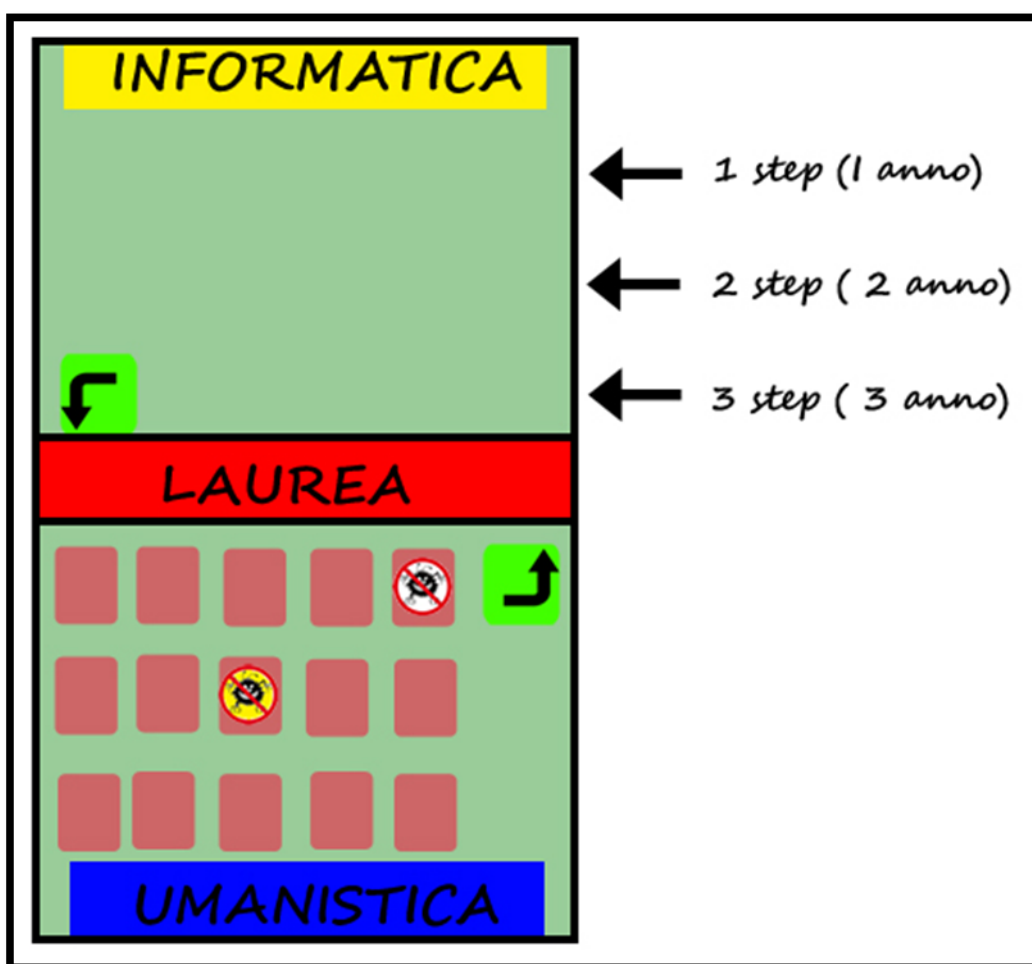 INFORMATICA
1 step (1 anno)
2 step ( 2 anno)
3 step ( 3 anno)
LAUREA
UMANISTICA